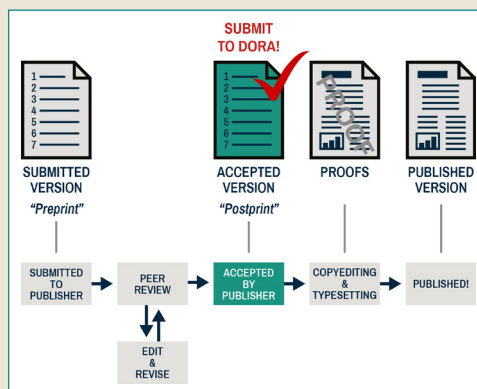 SUBMIT
TO DORA!
1
2
3
4
5
6
7
1
2
3
4
5
6
7
PROOF
SUBMITTED
VERSION
"Preprint"
ACCEPTED
VERSION
"Postprint"
PROOFS
PUBLISHED
VERSION
SUBMITTED
TO
PUBLISHER
PEER
REVIEW
ACCEPTED
BY
PUBLISHER
COPYEDITING
&
TYPESETTING
PUBLISHED!
EDIT
&
REVISE